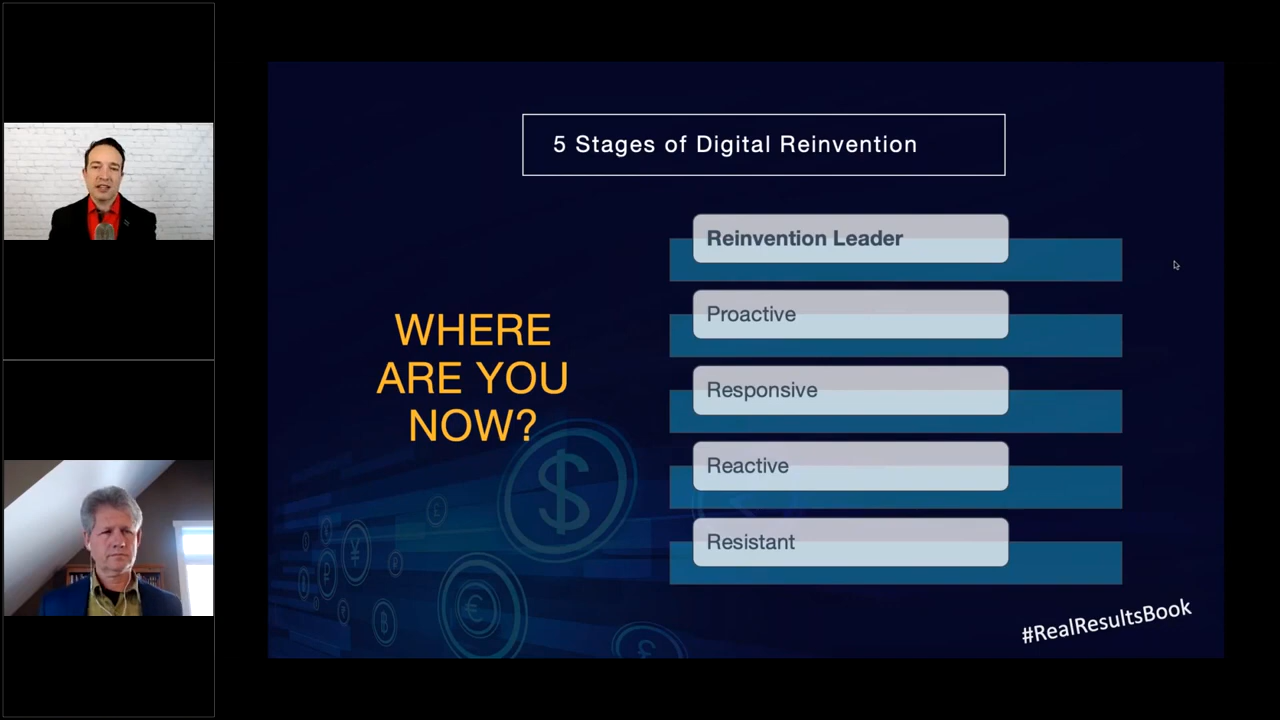 5 Stages of Digital Reinvention
WHERE
ARE YOU
NOW?
Reinvention Leader
Proactive
Responsive
Reactive
Resistant
#RealResultsBook